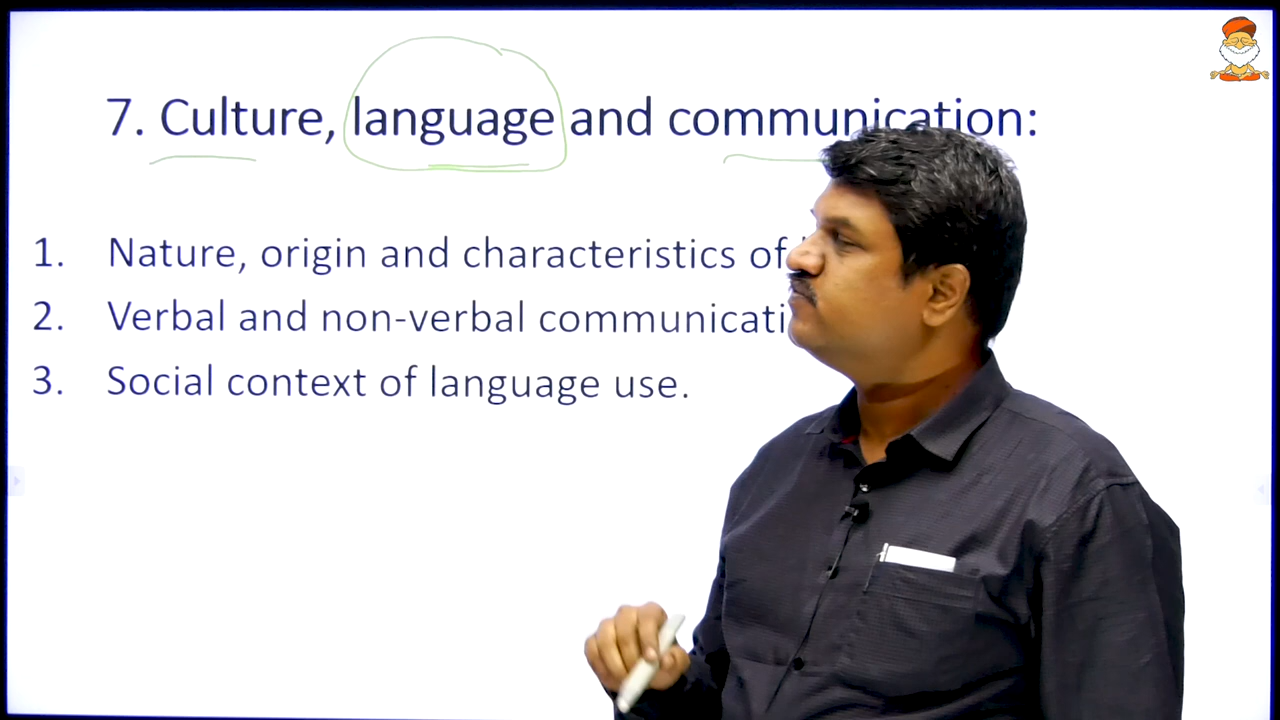 7. Culture, language and communication:
1. Nature, origin and characteristics of
2. Verbal and non-verbal
3. Social context of language use.